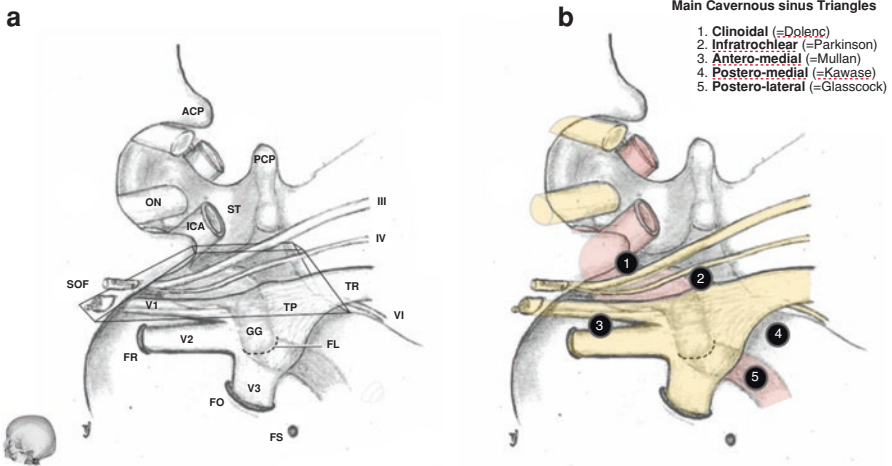 a
b
Main Cavernous sinus Triangles
1. Clinoidal (=Dolenc)
2. Infratrochlear (=Parkinson)
3. Antero-medial (=Mullan)
4. Postero-medial (=Kawase)
5. Postero-lateral (=Glasscock)
ACP
PCP
ON
ST
ICA
III
IV
SOF
TR
V1
TP
VI
GG
V2
FL
FR
V3
FO
FS
1
2
3
4
5